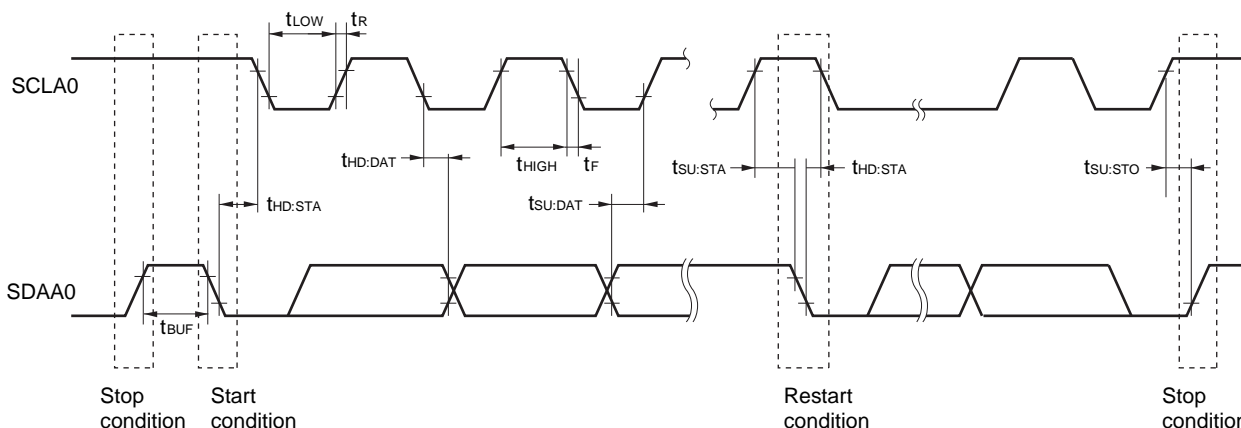 tLOW
tR
SCLA0
tHD:DAT
tHIGH
tF
tSU:STA
tHD:STA
tSU:STO
tHD:STA
tSU:DAT
SDAA0
tBUF
Stop
condition
Start
condition
Restart
condition
Stop
condition